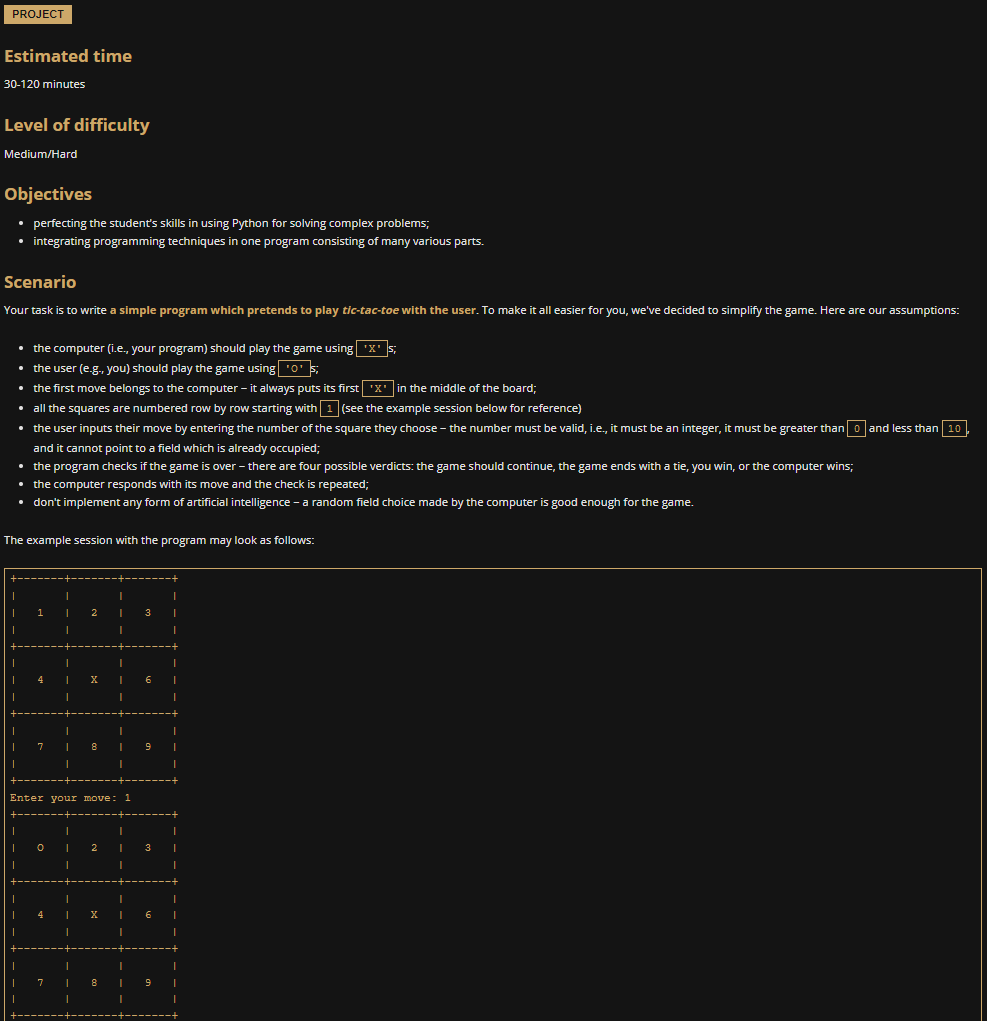 PROJECT
Estimated time
30-120 minutes
Level of difficulty
Medium/Hard
Objectives
• perfecting the student's skills in using Python for solving complex problems;
• integrating programming techniques in one program consisting of many various parts.
Scenario
Your task is to write a simple program which pretends to play tic-tac-toe with the user. To make it all easier for you, we've decided to simplify the game. Here are our assumptions:
• the computer (i.e., your program) should play the game using 'X's;
• the user (e.g., you) should play the game using 'O's;
• the first move belongs to the computer – it always puts its first 'X' in the middle of the board;
• all the squares are numbered row by row starting with 1 (see the example session below for reference)
• the user inputs their move by entering the number of the square they choose – the number must be valid, i.e., it must be an integer, it must be greater than 0 and less than 10,
and it cannot point to a field which is already occupied;
• the program checks if the game is over – there are four possible verdicts: the game should continue, the game ends with a tie, you win, or the computer wins;
• the computer responds with its move and the check is repeated;
• don't implement any form of artificial intelligence – a random field choice made by the computer is good enough for the game.
The example session with the program may look as follows:
+-------+-------+-------+
|       |       |       |
|   1   |   2   |   3   |
|       |       |       |
+-------+-------+-------+
|       |       |       |
|   4   |   X   |   6   |
|       |       |       |
+-------+-------+-------+
|       |       |       |
|   7   |   8   |   9   |
|       |       |       |
+-------+-------+-------+
Enter your move: 1
+-------+-------+-------+
|       |       |       |
|   O   |   2   |   3   |
|       |       |       |
+-------+-------+-------+
|       |       |       |
|   4   |   X   |   6   |
|       |       |       |
+-------+-------+-------+
|       |       |       |
|   7   |   8   |   9   |
|       |       |       |
+-------+-------+-------+